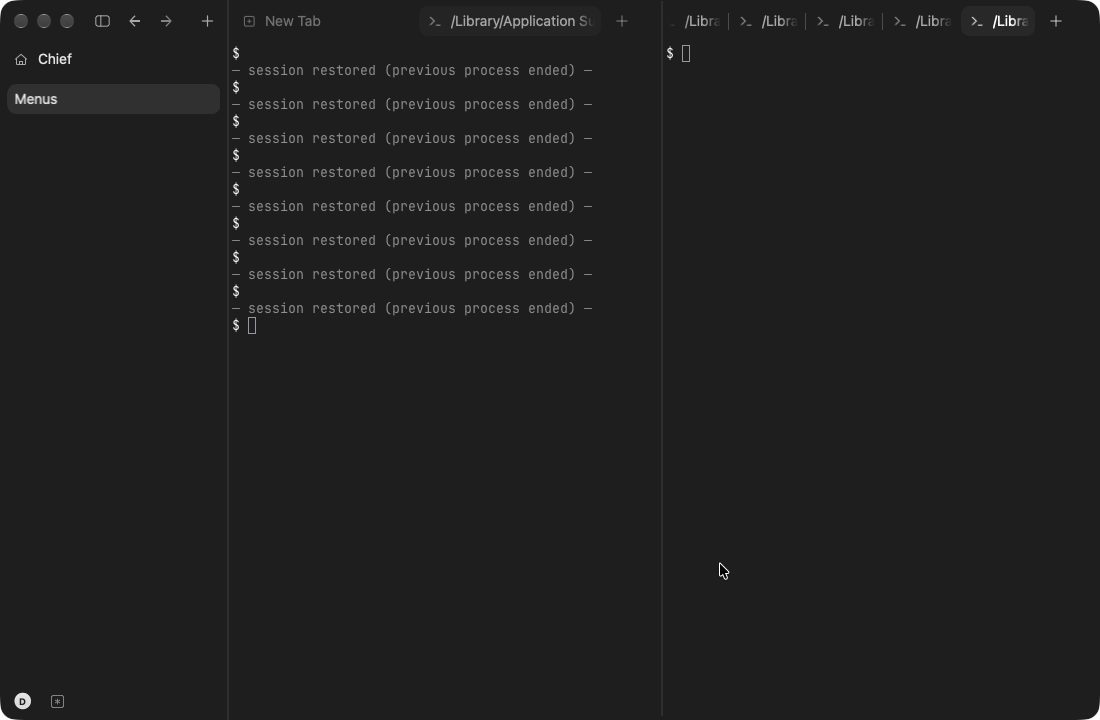 New Tab
/Library/Application Su
/Libra
/Libra
/Libra
/Libra
/Libra
Chief
Menus
$
— session restored (previous process ended) —
$
— session restored (previous process ended) —
$
— session restored (previous process ended) —
$
— session restored (previous process ended) —
$
— session restored (previous process ended) —
$
— session restored (previous process ended) —
$
— session restored (previous process ended) —
$
— session restored (previous process ended) —
$
$
D